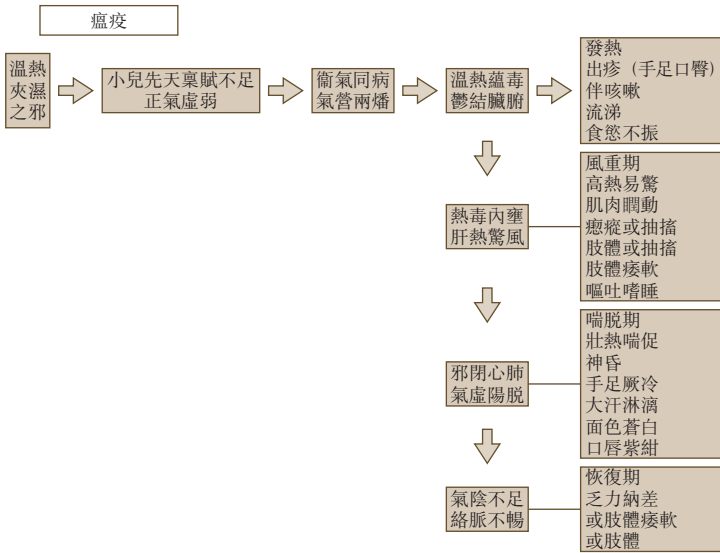 瘟疫
溫熱
夾濕
之邪
小兒先天稟賦不足
正氣虛弱
衛氣同病
氣營兩燔
溫熱蘊毒
鬱結臟腑
發熱
出疹（手足口臀）
伴咳嗽
流涕
食慾不振
熱毒內壅
肝熱驚風
風重期
高熱易驚
肌肉瞤動
瘛瘲或抽搐
肢體或抽搐
肢體痿軟
嘔吐嗜睡
邪閉心肺
氣虛陽脱
喘脱期
壯熱喘促
神昏
手足厥冷
大汗淋漓
面色蒼白
口唇紫紺
氣陰不足
絡脈不暢
恢復期
乏力納差
或肢體痿軟
或肢體